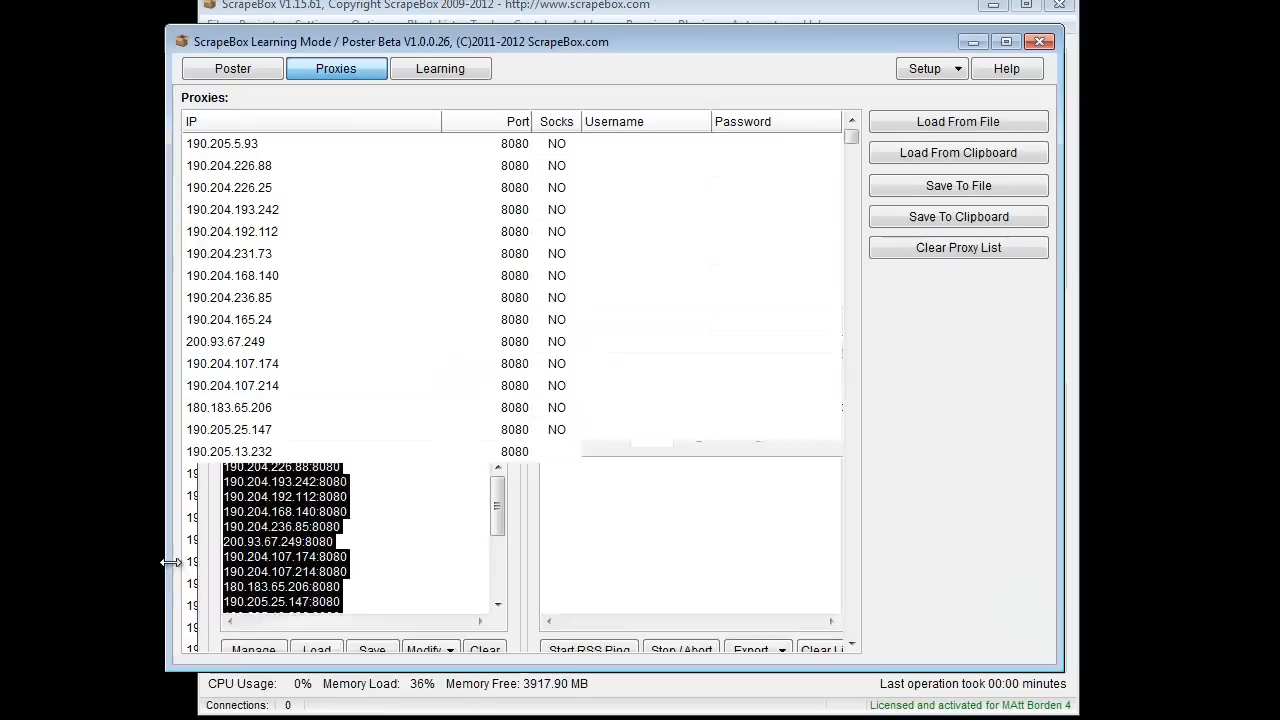 ScrapeBox V1.15.61, Copyright ScrapeBox 2009-2012 - http://www.scrapebox.com
ScrapeBox Learning Mode / Poster Beta V1.0.0.26, (C)2011-2012 ScrapeBox.com
Poster Proxies Learning Setup Help
Proxies:
IP Port Socks Username Password
190.205.5.93 8080 NO
190.204.226.88 8080 NO
190.204.226.25 8080 NO
190.204.193.242 8080 NO
190.204.192.112 8080 NO
190.204.231.73 8080 NO
190.204.168.140 8080 NO
190.204.236.85 8080 NO
190.204.165.24 8080 NO
200.93.67.249 8080 NO
190.204.107.174 8080 NO
190.204.107.214 8080 NO
180.183.65.206 8080 NO
190.205.25.147 8080 NO
190.205.13.232 8080
Load From File
Load From Clipboard
Save To File
Save To Clipboard
Clear Proxy List
190.204.226.88:8080
190.204.193.242:8080
190.204.192.112:8080
190.204.168.140:8080
190.204.236.85:8080
200.93.67.249:8080
190.204.107.174:8080
190.204.107.214:8080
180.183.65.206:8080
190.205.25.147:8080
Manage Load Save Modify Clear Start RSS Ping Stop / Abort Export Clear Li
CPU Usage: 0% Memory Load: 36% Memory Free: 3917.90 MB Last operation took 00:00 minutes
Connections: 0 Licensed and activated for MAtt Borden 4